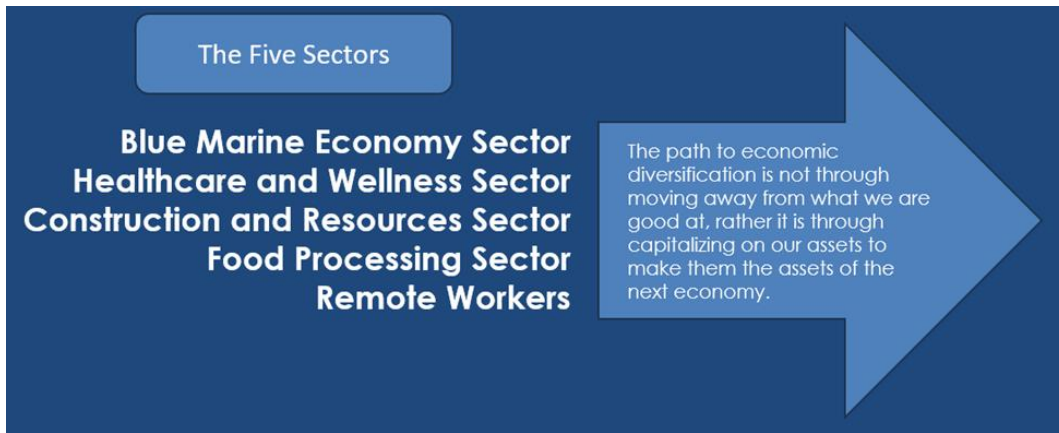 The Five Sectors
Blue Marine Economy Sector
Healthcare and Wellness Sector
Construction and Resources Sector
Food Processing Sector
Remote Workers
The path to economic
diversification is not through
moving away from what we are
good at, rather it is through
capitalizing on our assets to
make them the assets of the
next economy.